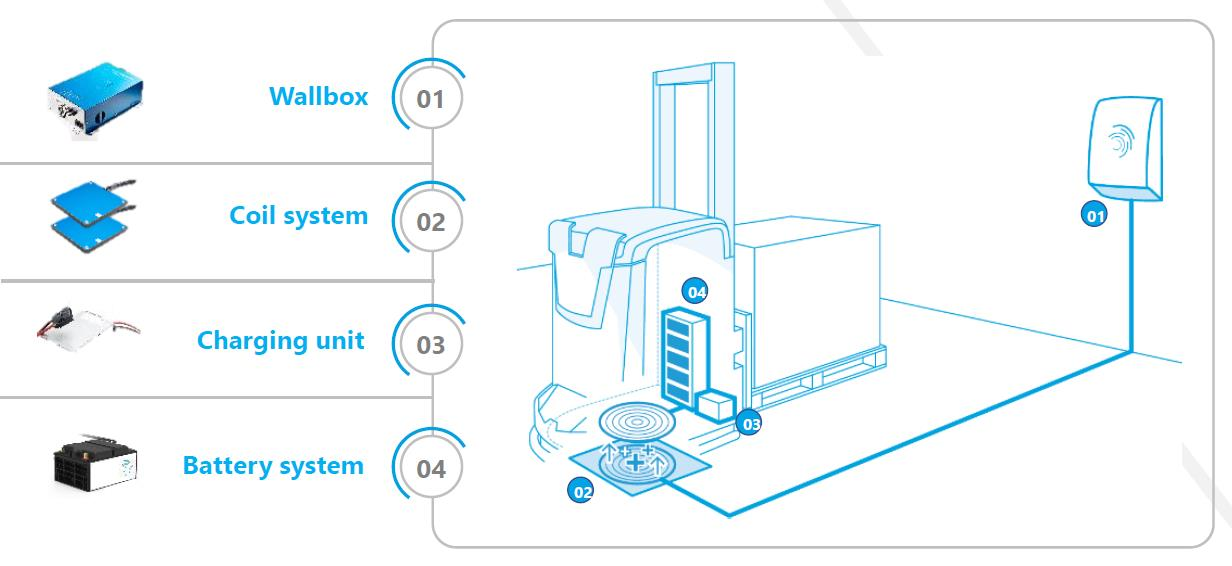 Wallbox 01
Coil system 02
Charging unit 03
Battery system 04
01
04
03
02